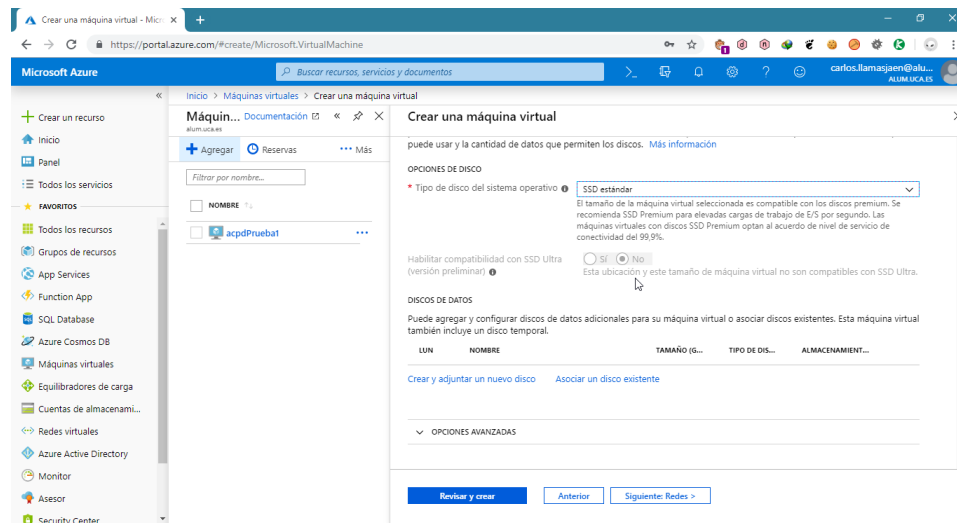 Crear una máquina virtual - Micr
https://portal.azure.com/#create/Microsoft.VirtualMachine
Microsoft Azure
Buscar recursos, servicios y documentos
carlos.llamasjaen@alu...
ALUM.UCA.ES
Crear un recurso
Inicio
Panel
Todos los servicios
FAVORITOS
Todos los recursos
Grupos de recursos
App Services
Function App
SQL Database
Azure Cosmos DB
Máquinas virtuales
Equilibradores de carga
Cuentas de almacenami...
Redes virtuales
Azure Active Directory
Monitor
Asesor
Security Center
Inicio > Máquinas virtuales > Crear una máquina virtual
Máquin... Documentación
alum.uca.es
Agregar Reservas ••• Más
Filtrar por nombre...
NOMBRE
acpdPrueba1 •••
Crear una máquina virtual
puede usar y la cantidad de datos que permiten los discos. Más información
OPCIONES DE DISCO
* Tipo de disco del sistema operativo SSD estándar
El tamaño de la máquina virtual seleccionada es compatible con los discos premium. Se
recomienda SSD Premium para elevadas cargas de trabajo de E/S por segundo. Las
máquinas virtuales con discos SSD Premium optan al acuerdo de nivel de servicio de
conectividad del 99,9%.
Habilitar compatibilidad con SSD Ultra
(versión preliminar)
Sí No
Esta ubicación y este tamaño de máquina virtual no son compatibles con SSD Ultra.
DISCOS DE DATOS
Puede agregar y configurar discos de datos adicionales para su máquina virtual o asociar discos existentes. Esta máquina virtual
también incluye un disco temporal.
LUN NOMBRE TAMAÑO (G... TIPO DE DIS... ALMACENAMIENT...
Crear y adjuntar un nuevo disco Asociar un disco existente
OPCIONES AVANZADAS
Revisar y crear Anterior Siguiente: Redes >